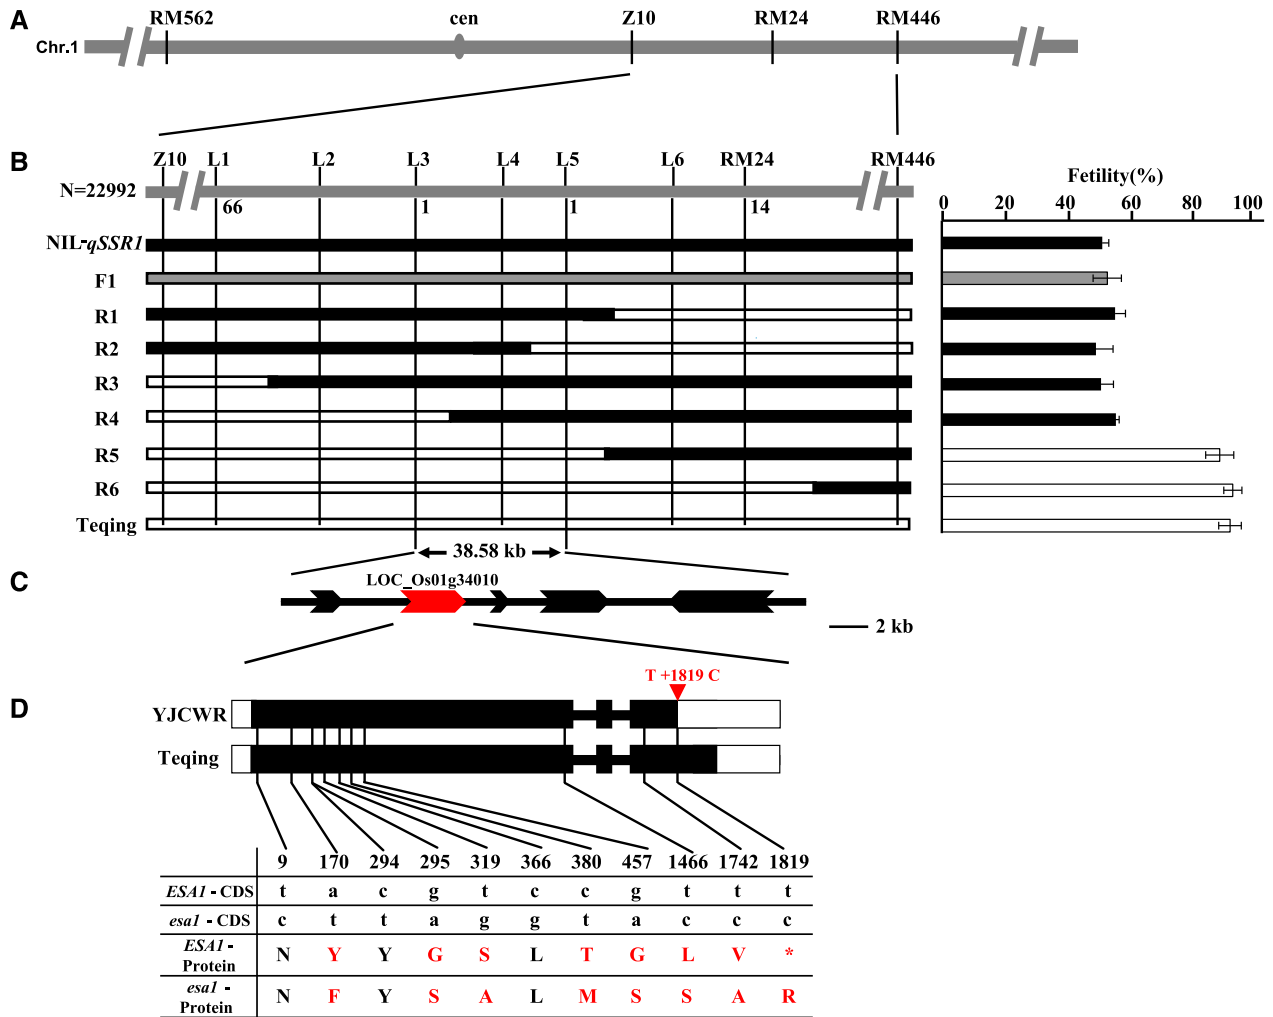 A
RM562 cen Z10 RM24 RM446
Chr.1
B
Z10 L1 L2 L3 L4 L5 L6 RM24 RM446
N=22992
66 1 1 14
Fetility(%)
0 20 40 60 80 100
NIL-qSSR1
F1
R1
R2
R3
R4
R5
R6
Teqing
38.58 kb
C
LOC_Os01g34010
2 kb
T +1819 C
D
YJCWR
Teqing
9 170 294 295 319 366 380 457 1466 1742 1819
ESA1 - CDS t a c g t c c g t t t
esa1 - CDS c t t a g g t a c c c
ESA1 -
Protein N Y Y G S L T G L V *
esa1 -
Protein N F Y S A L M S S A R